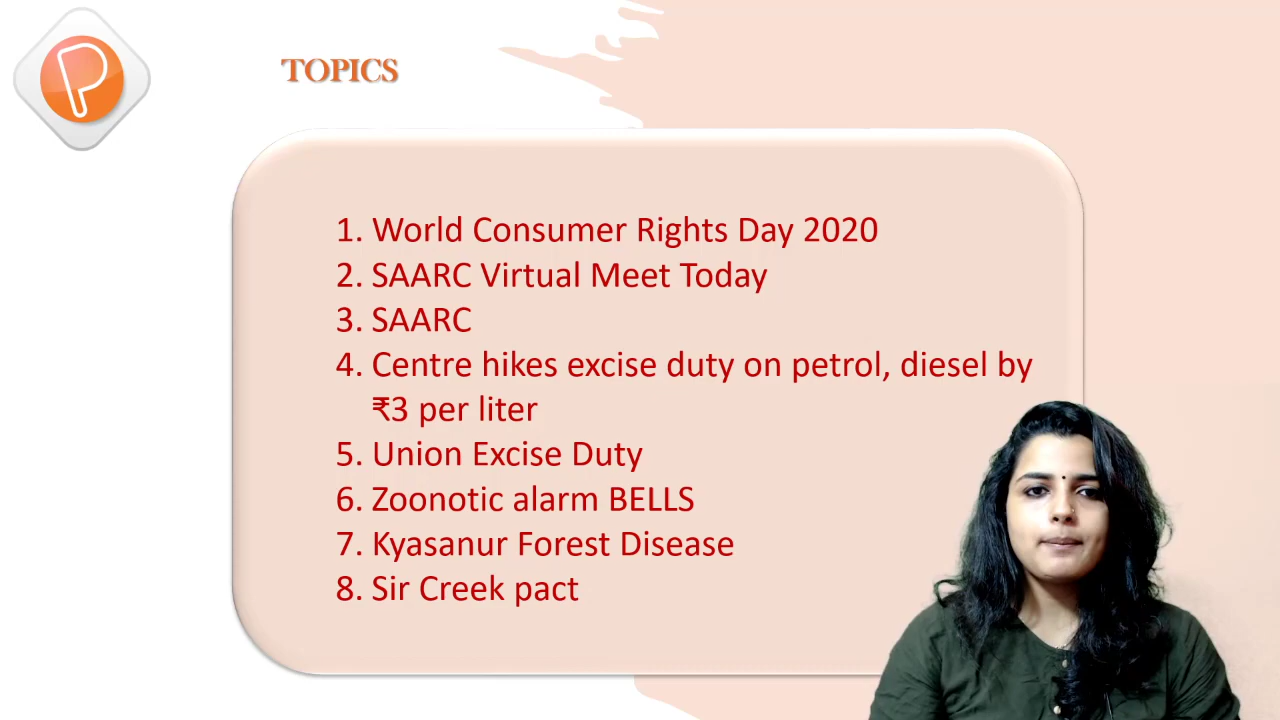 P
TOPICS
1. World Consumer Rights Day 2020
2. SAARC Virtual Meet Today
3. SAARC
4. Centre hikes excise duty on petrol, diesel by
₹3 per liter
5. Union Excise Duty
6. Zoonotic alarm BELLS
7. Kyasanur Forest Disease
8. Sir Creek pact